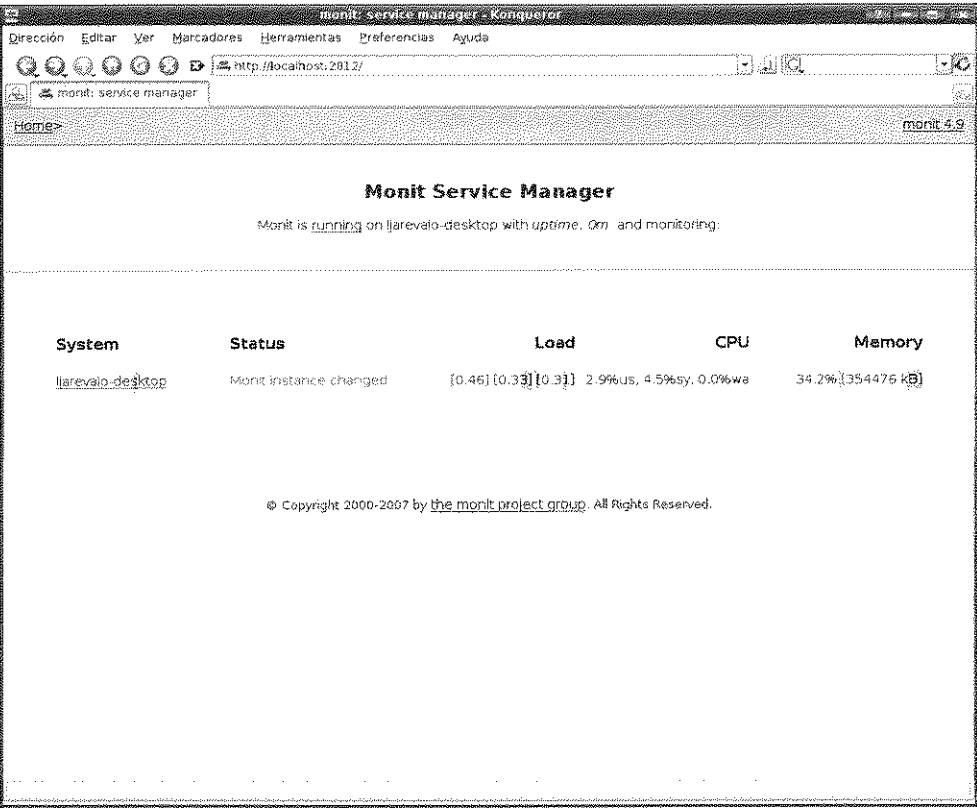 monit: service manager - Konqueror
Dirección Editar Ver Marcadores Herramientas Preferencias Ayuda
http://localhost:2812/
monit: service manager
Home>
monit 4.9
Monit Service Manager
Monit is running on ljarevalo-desktop with uptime, 0m and monitoring:
System Status Load CPU Memory
ljarevalo-desktop Monit instance changed [0.46] [0.33] [0.31] 2.9%us, 4.5%sy, 0.0%wa 34.2% [354476 kB]
© Copyright 2000-2007 by the monit project group. All Rights Reserved.